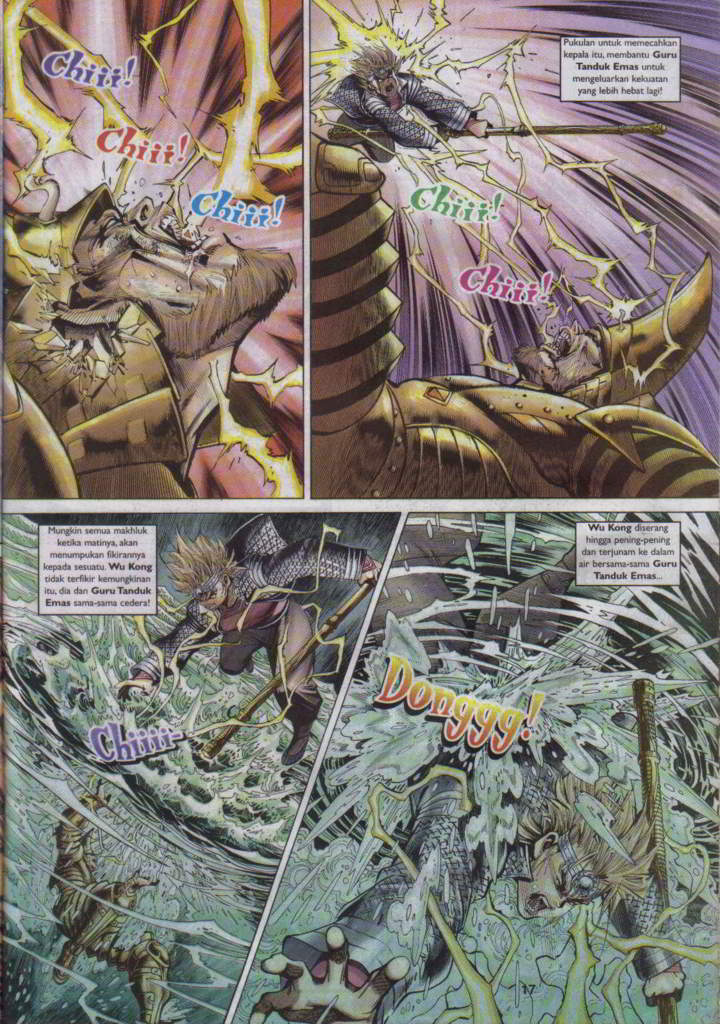 Chiii!
Chiii!
Chiii!
Pukulan untuk memecahkan
kepala itu, membantu Guru
Tanduk Emas untuk
mengeluarkan kekuatan
yang lebih hebat lagi!
Chiii!
Chiii!
Mungkin semua makhluk
ketika matinya, akan
menumpukan fikirannya
kepada sesuatu. Wu Kong
tidak terfikir kemungkinan
itu, dia dan Guru Tanduk
Emas sama-sama cedera!
Chiiii-
Wu Kong diserang
hingga pening-pening
dan terjunam ke dalam
air bersama-sama Guru
Tanduk Emas...
Donggg!
17